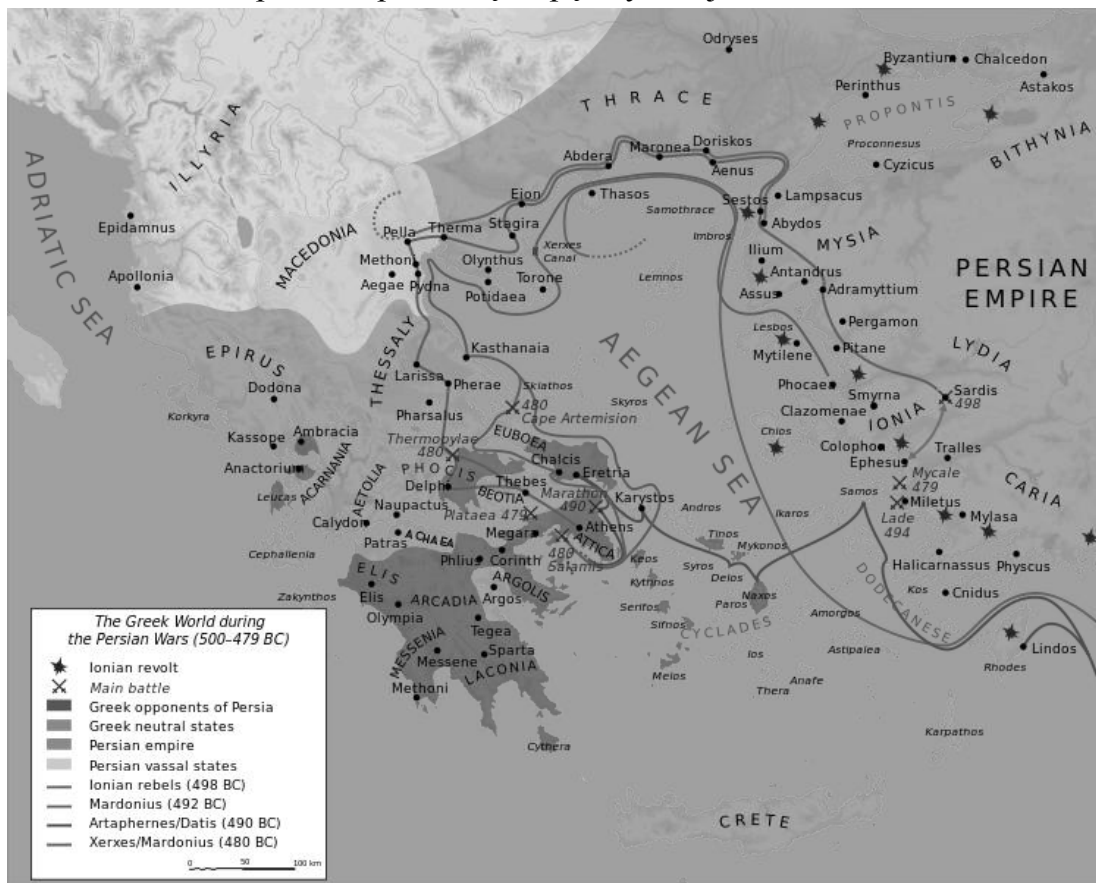 Odryses
Byzantium
Chalcedon
Perinthus
Astakos
THRACE
PROPONTIS
BITHYNIA
ILLYRIA
Proconnesus
Doriskos
Maronea
Abdera
Aenus
Cyzicus
ADRIATIC SEA
Eion
Thasos
Lampsacus
Sestos
Samothrace
Epidamnus
Stagira
Abydos
Pella
Therma
Imbros
MYSIA
MACEDONIA
Xerxes
Canal
Methoni
Olynthus
Ilium
Antandrus
PERSIAN
EMPIRE
Apollonia
Aegae
Pydna
Torone
Lemnos
Potidaea
Assus
Adramyttium
Pergamon
Lesbos
EPIRUS
THESSALY
Kasthanaia
AEGEAN SEA
Mytilene
Pitane
LYDIA
Larissa
Pherae
Dodona
Skiathos
Phocaea
Sardis
498
Korkyra
Pharsalus
480
Cape Artemision
Skyros
Smyrna
Clazomenae
IONIA
Kassope
Ambracia
Thermopylae
480
EUBOEA
Chios
Colophon
Tralles
Anactorium
ACARNANIA
PHOCIS
Chalcis
Eretria
Ephesus
Mycale
479
CARIA
Leucas
AETOLIA
Delphi
Thebes
BEOTIA
Marathon
490
Karystos
Samos
Naupactus
Plataea 479
Andros
Ikaros
Miletus
Mylasa
Calydon
Lade
494
Patras
ACHAEA
Megara
Athens
Tinos
Mykonos
Cephallenia
Phlius
Corinth
480
Salamis
ATTICA
Keos
Syros
Delos
Halicarnassus
Physcus
ELIS
Elis
ARGOLIS
Kythnos
Naxos
Paros
DODECANESE
Kos
Cnidus
Zakynthos
ARCADIA
Argos
Serifos
Amorgos
Olympia
Sifnos
CYCLADES
Tegea
MESSENIA
Messene
Sparta
Ios
Astipalea
Lindos
LACONIA
Melos
Anafe
Rhodes
Methoni
Thera
Karpathos
Cythera
CRETE
The Greek World during
the Persian Wars (500–479 BC)
Ionian revolt
Main battle
Greek opponents of Persia
Greek neutral states
Persian empire
Persian vassal states
Ionian rebels (498 BC)
Mardonius (492 BC)
Artaphernes/Datis (490 BC)
Xerxes/Mardonius (480 BC)
0 50 100 km